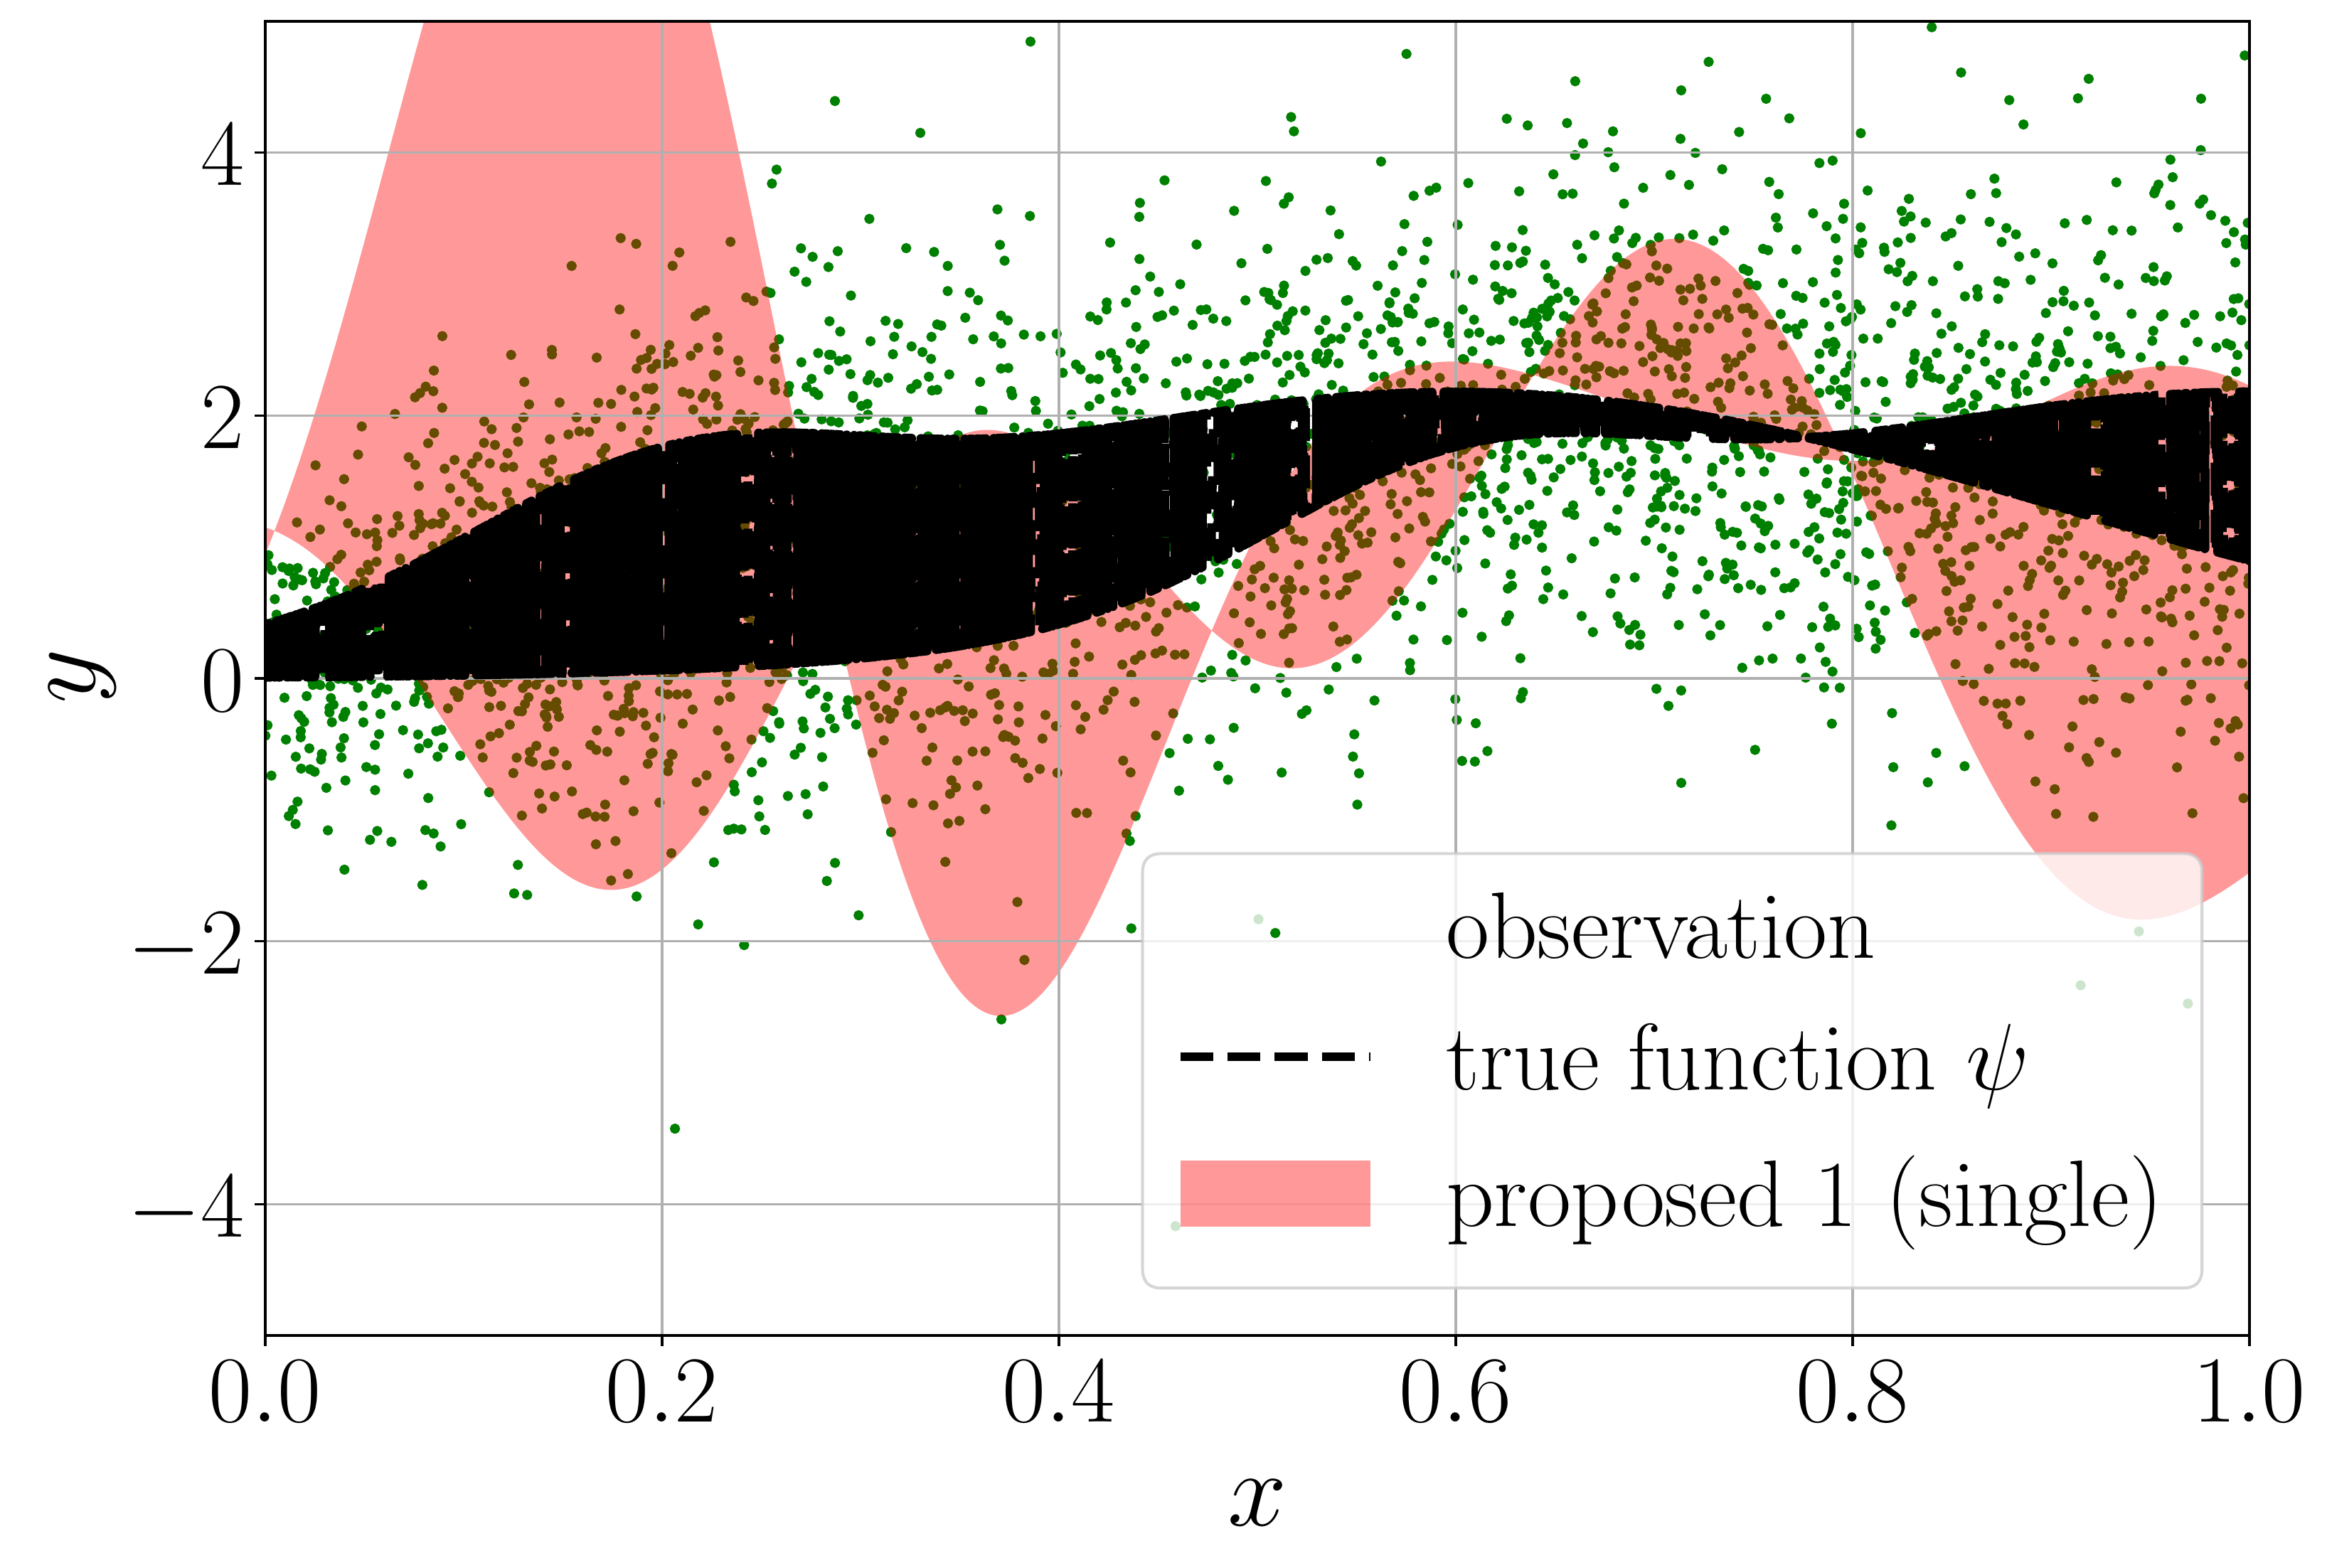 4
2
0
−2
−4
y
observation
true function ψ
proposed 1 (single)
0.0 0.2 0.4 0.6 0.8 1.0
x